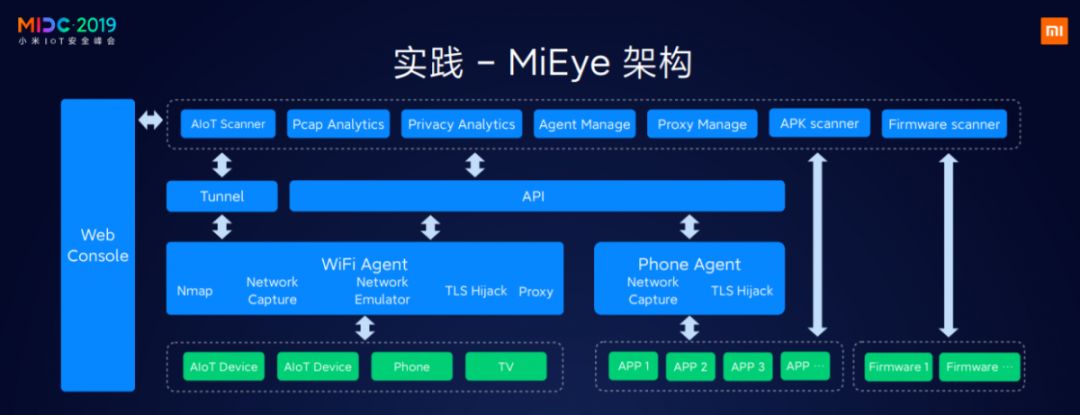 MIDC·2019
小米IOT安全峰会
MI
实践 - MiEye 架构
Web
Console
AIoT Scanner
Pcap Analytics
Privacy Analytics
Agent Manage
Proxy Manage
APK scanner
Firmware scanner
Tunnel
API
WiFi Agent
Nmap
Network
Capture
Network
Emulator
TLS Hijack
Proxy
Phone Agent
Network
Capture
TLS Hijack
AIoT Device
AIoT Device
Phone
TV
APP 1
APP 2
APP 3
APP ···
Firmware 1
Firmware ···